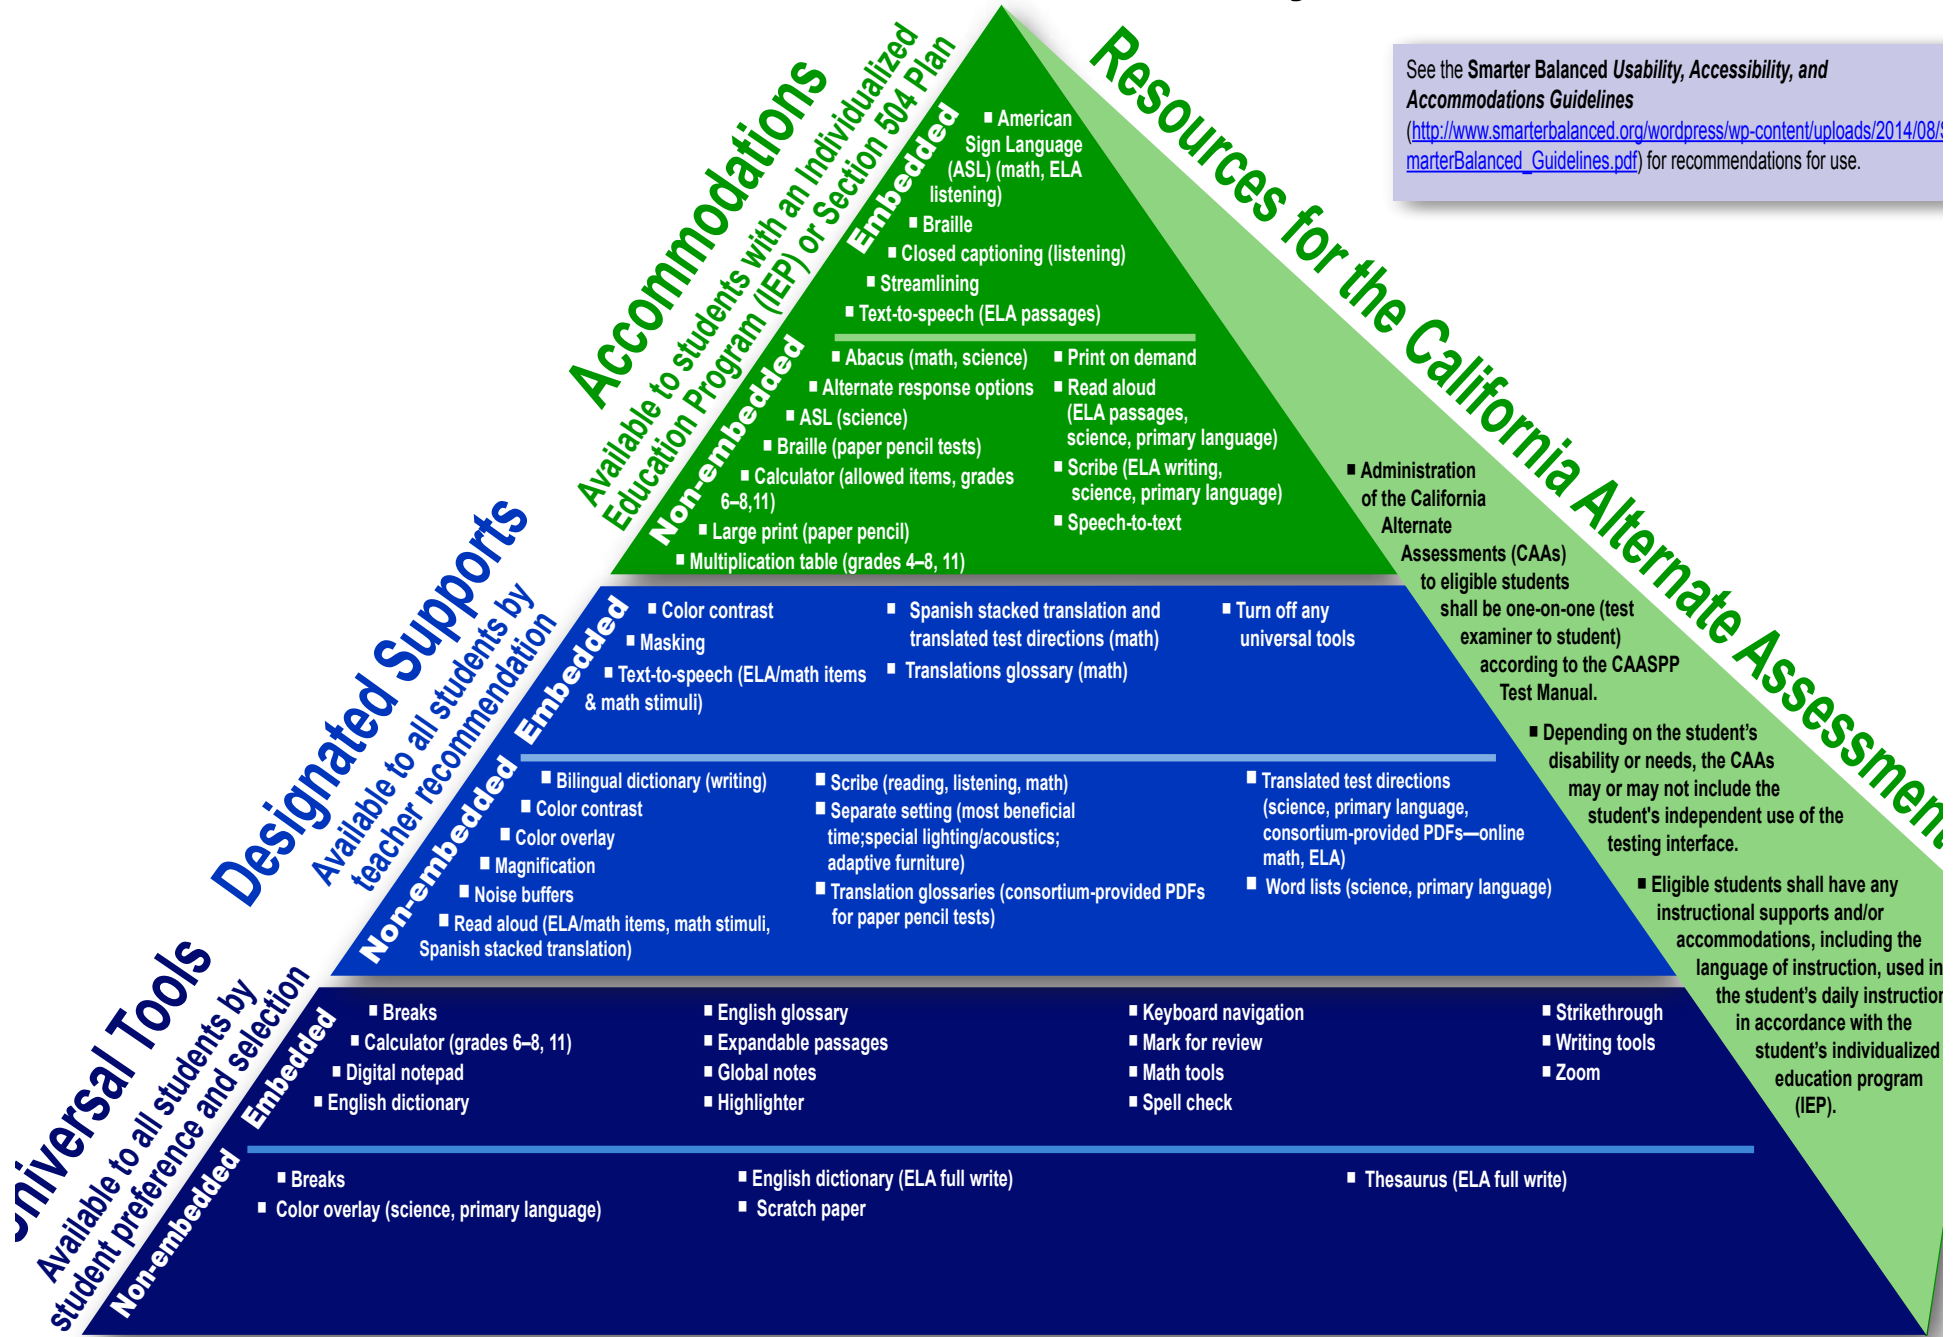 See the Smarter Balanced Usability, Accessibility, and
Accommodations Guidelines
(http://www.smarterbalanced.org/wordpress/wp-content/uploads/2014/08/S
marterBalanced_Guidelines.pdf) for recommendations for use.
Accommodations
Available to students with an Individualized
Education Program (IEP) or Section 504 Plan
Embedded
▪ American
Sign Language
(ASL) (math, ELA
listening)
▪ Braille
▪ Closed captioning (listening)
▪ Streamlining
▪ Text-to-speech (ELA passages)
Non-embedded
▪ Abacus (math, science)
▪ Alternate response options
▪ ASL (science)
▪ Braille (paper pencil tests)
▪ Calculator (allowed items, grades
6–8,11)
▪ Large print (paper pencil)
▪ Multiplication table (grades 4–8, 11)
▪ Print on demand
▪ Read aloud
(ELA passages,
science, primary language)
▪ Scribe (ELA writing,
science, primary language)
▪ Speech-to-text
Designated Supports
Available to all students by
teacher recommendation
Embedded
▪ Color contrast
▪ Masking
▪ Text-to-speech (ELA/math items
& math stimuli)
▪ Spanish stacked translation and
translated test directions (math)
▪ Translations glossary (math)
▪ Turn off any
universal tools
Non-embedded
▪ Bilingual dictionary (writing)
▪ Color contrast
▪ Color overlay
▪ Magnification
▪ Noise buffers
▪ Read aloud (ELA/math items, math stimuli,
Spanish stacked translation)
▪ Scribe (reading, listening, math)
▪ Separate setting (most beneficial
time;special lighting/acoustics;
adaptive furniture)
▪ Translation glossaries (consortium-provided PDFs
for paper pencil tests)
▪ Translated test directions
(science, primary language,
consortium-provided PDFs—online
math, ELA)
▪ Word lists (science, primary language)
niversal Tools
Available to all students by
student preference and selection
Embedded
▪ Breaks
▪ Calculator (grades 6–8, 11)
▪ Digital notepad
▪ English dictionary
▪ English glossary
▪ Expandable passages
▪ Global notes
▪ Highlighter
▪ Keyboard navigation
▪ Mark for review
▪ Math tools
▪ Spell check
▪ Strikethrough
▪ Writing tools
▪ Zoom
Non-embedded
▪ Breaks
▪ Color overlay (science, primary language)
▪ English dictionary (ELA full write)
▪ Scratch paper
▪ Thesaurus (ELA full write)
Resources for the California Alternate Assessment
▪ Administration
of the California
Alternate
Assessments (CAAs)
to eligible students
shall be one-on-one (test
examiner to student)
according to the CAASPP
Test Manual.
▪ Depending on the student’s
disability or needs, the CAAs
may or may not include the
student's independent use of the
testing interface.
▪ Eligible students shall have any
instructional supports and/or
accommodations, including the
language of instruction, used in
the student’s daily instruction
in accordance with the
student’s individualized
education program
(IEP).